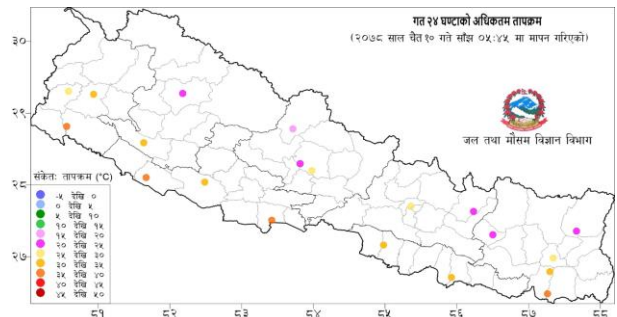 गत २४ घण्टाको अधिकतम तापक्रम
(२०७८ साल चैत १० गते साँझ ०५:४५ मा मापन गरिएको)
जल तथा मौसम विज्ञान विभाग
३०
२९
२८
२७
संकेतः तापक्रम (°C)
-५ देखि ०
० देखि ५
५ देखि १०
१० देखि १५
१५ देखि २०
२० देखि २५
२५ देखि ३०
३० देखि ३५
३५ देखि ४०
४० देखि ४५
४५ देखि ५०
८१ ८२ ८३ ८४ ८५ ८६ ८७ ८८